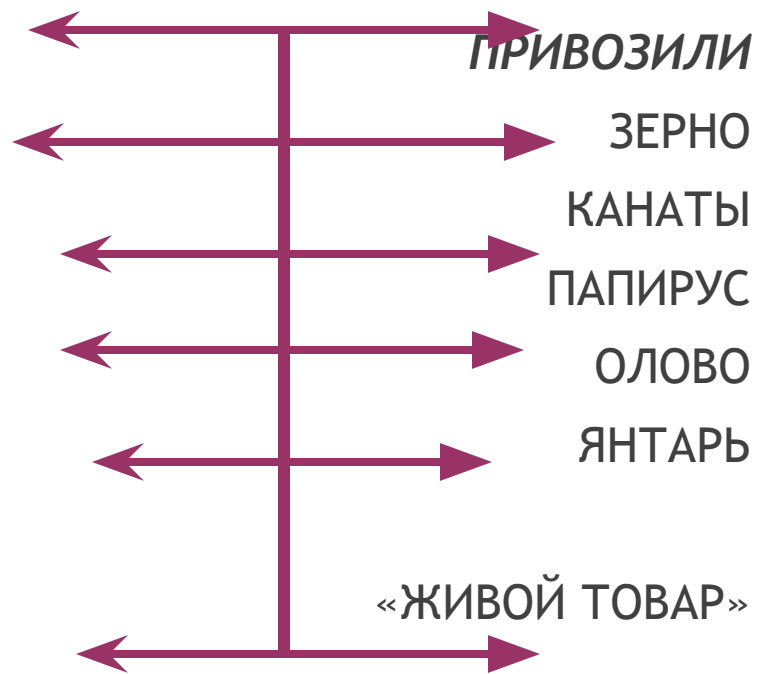 ПРИВОЗИЛИ
ЗЕРНО
КАНАТЫ
ПАПИРУС
ОЛОВО
ЯНТАРЬ
«ЖИВОЙ ТОВАР»